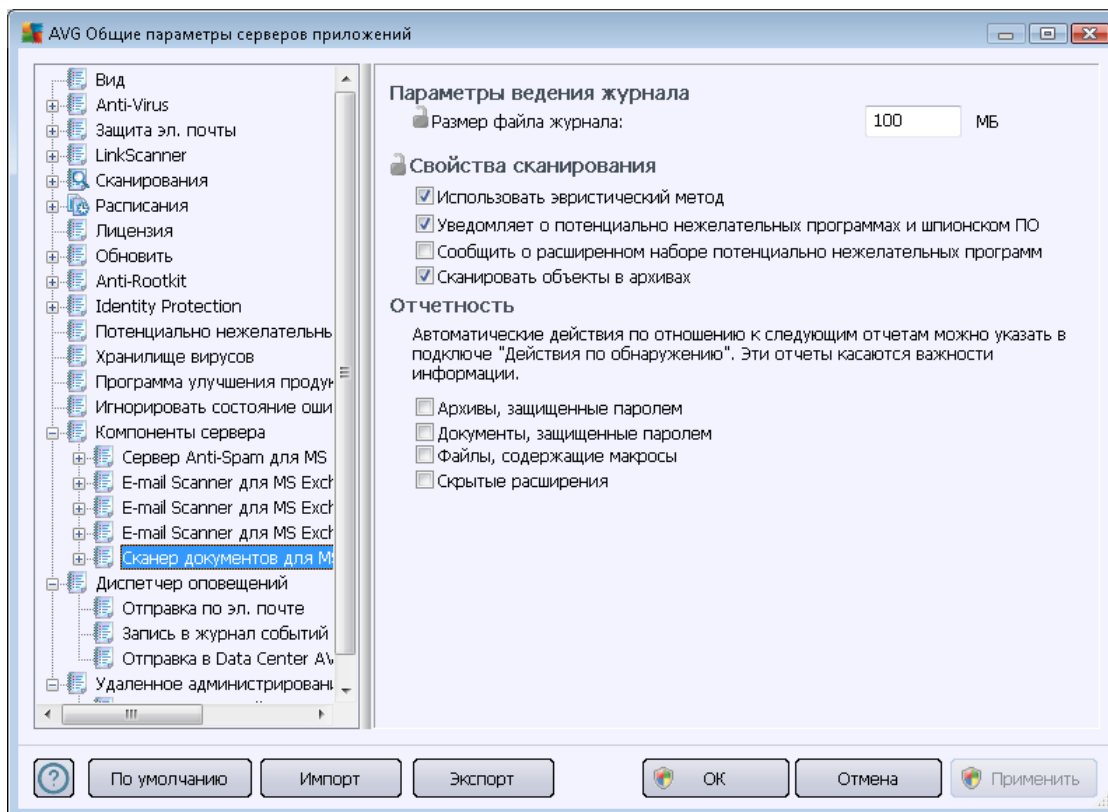 AVG Общие параметры серверов приложений
Вид
Anti-Virus
Защита эл. почты
LinkScanner
Сканирования
Расписания
Лицензия
Обновить
Anti-Rootkit
Identity Protection
Потенциально нежелательнь
Хранилище вирусов
Программа улучшения продук
Игнорировать состояние оши
Компоненты сервера
Сервер Anti-Spam для MS
E-mail Scanner для MS Exch
E-mail Scanner для MS Exch
E-mail Scanner для MS Exch
Сканер документов для MS
Диспетчер оповещений
Отправка по эл. почте
Запись в журнал событий
Отправка в Data Center AV
Удаленное администрировани
Параметры ведения журнала
Размер файла журнала: 100 МБ
Свойства сканирования
Использовать эвристический метод
Уведомляет о потенциально нежелательных программах и шпионском ПО
Сообщить о расширенном наборе потенциально нежелательных программ
Сканировать объекты в архивах
Отчетность
Автоматические действия по отношению к следующим отчетам можно указать в
подключе "Действия по обнаружению". Эти отчеты касаются важности
информации.
Архивы, защищенные паролем
Документы, защищенные паролем
Файлы, содержащие макросы
Скрытые расширения
По умолчанию Импорт Экспорт ОК Отмена Применить